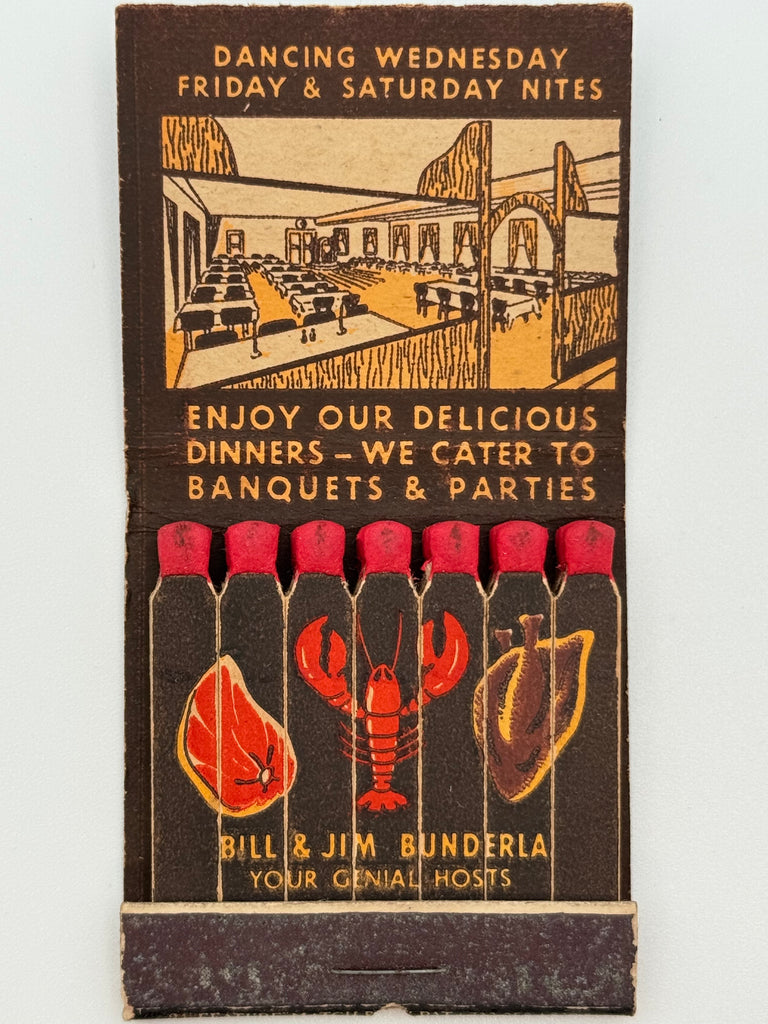 DANCING WEDNESDAY
FRIDAY & SATURDAY NITES
ENJOY OUR DELICIOUS
DINNERS – WE CATER TO
BANQUETS & PARTIES
BILL & JIM BUNDERLA
YOUR GENIAL HOSTS